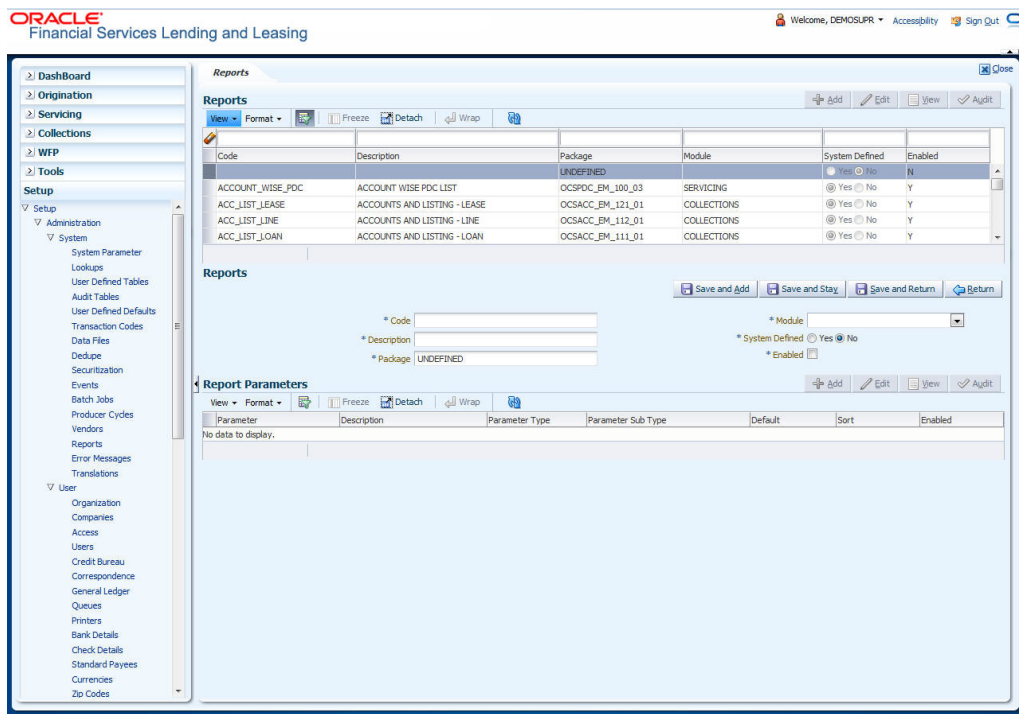 ORACLE'
Financial Services Lending and Leasing
Welcome, DEMOSUPR Accessibility Sign Out
DashBoard
Origination
Servicing
Collections
WFP
Tools
Setup
Setup
Administration
System
System Parameter
Lookups
User Defined Tables
Audit Tables
User Defined Defaults
Transaction Codes
Data Files
Dedupe
Securitization
Events
Batch Jobs
Producer Cycles
Vendors
Reports
Error Messages
Translations
User
Organization
Companies
Access
Users
Credit Bureau
Correspondence
General Ledger
Queues
Printers
Bank Details
Check Details
Standard Payees
Currencies
Zip Codes
Reports
Close
Reports
Add Edit View Audit
View Format Freeze Detach Wrap
Code Description Package Module System Defined Enabled
UNDEFINED Yes No N
ACCOUNT_WISE_PDC ACCOUNT WISE PDC LIST OCSPDC_EM_100_03 SERVICING Yes No Y
ACC_LIST_LEASE ACCOUNTS AND LISTING - LEASE OCSACC_EM_121_01 COLLECTIONS Yes No Y
ACC_LIST_LINE ACCOUNTS AND LISTING - LINE OCSACC_EM_112_01 COLLECTIONS Yes No Y
ACC_LIST_LOAN ACCOUNTS AND LISTING - LOAN OCSACC_EM_111_01 COLLECTIONS Yes No Y
Reports
Save and Add Save and Stay Save and Return Return
* Code
* Description
* Package UNDEFINED
* Module
* System Defined Yes No
* Enabled
Report Parameters
Add Edit View Audit
View Format Freeze Detach Wrap
Parameter Description Parameter Type Parameter Sub Type Default Sort Enabled
No data to display.